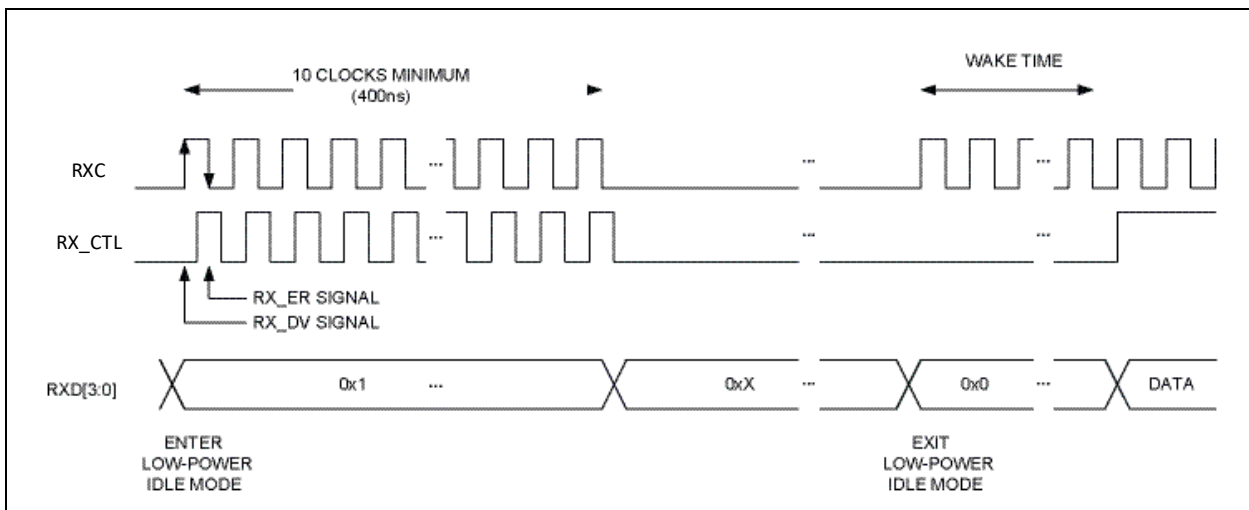 10 CLOCKS MINIMUM
(400ns)
WAKE TIME
RXC
...
...
...
RX_CTL
...
...
...
RX_ER SIGNAL
RX_DV SIGNAL
RXD[3:0]
0x1
...
0xX
...
0x0
...
DATA
ENTER
LOW-POWER
IDLE MODE
EXIT
LOW-POWER
IDLE MODE